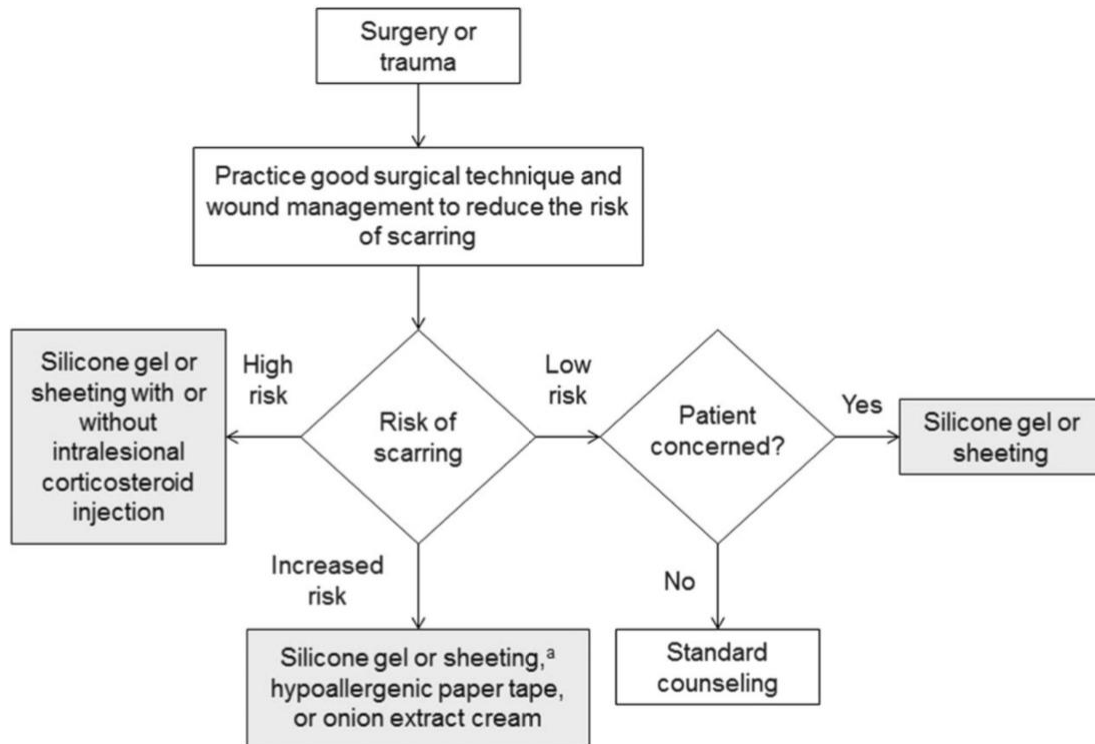 Surgery or
trauma
Practice good surgical technique and
wound management to reduce the risk
of scarring
Silicone gel or
sheeting with or
without
intralesional
corticosteroid
injection
High
risk
Risk of
scarring
Low
risk
Patient
concerned?
Yes
Silicone gel or
sheeting
Increased
risk
No
Silicone gel or sheeting,ᵃ
hypoallergenic paper tape,
or onion extract cream
Standard
counseling